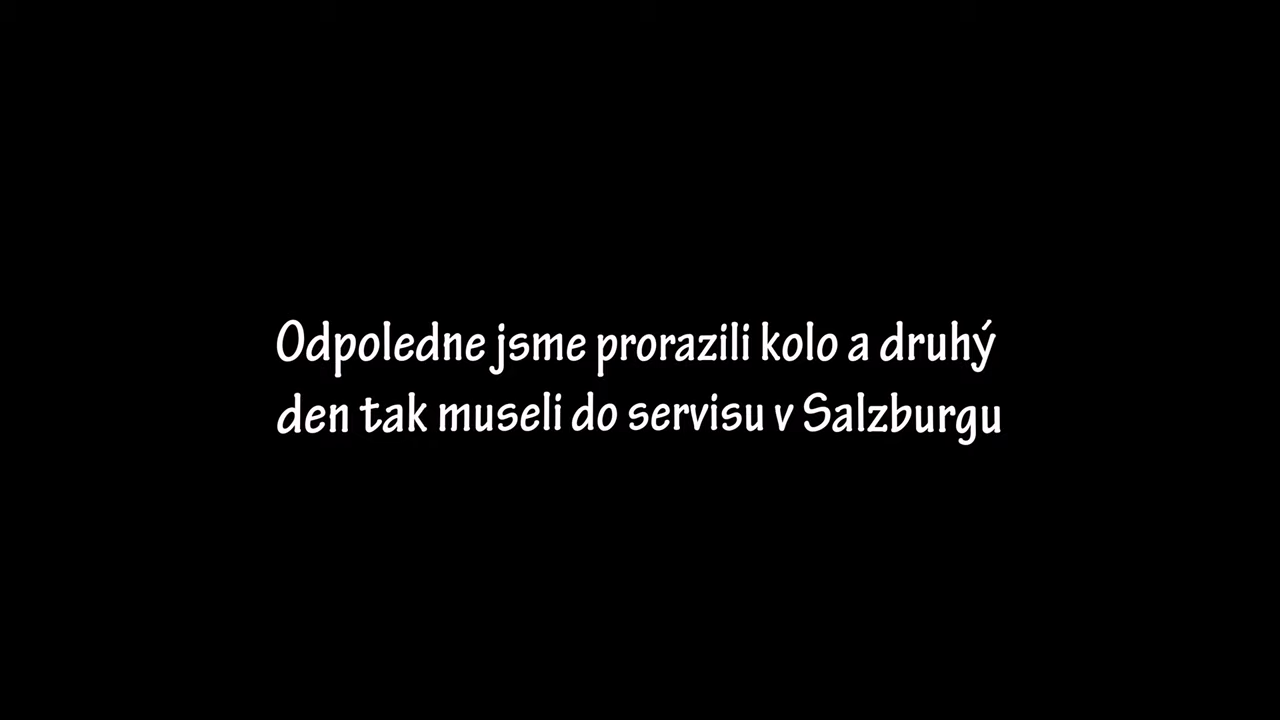 Odpoledne jsme prorazili kolo a druhý
den tak museli do servisu v Salzburgu